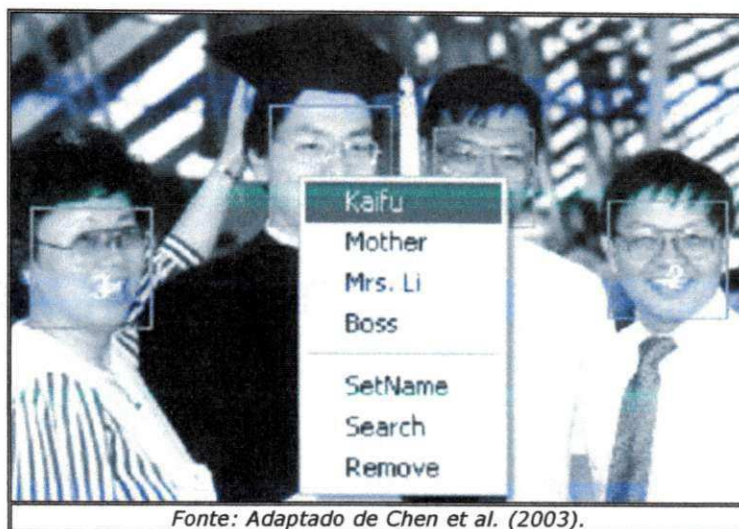 Kaifu
Mother
Mrs. Li
Boss
SetName
Search
Remove
Fonte: Adaptado de Chen et al. (2003).